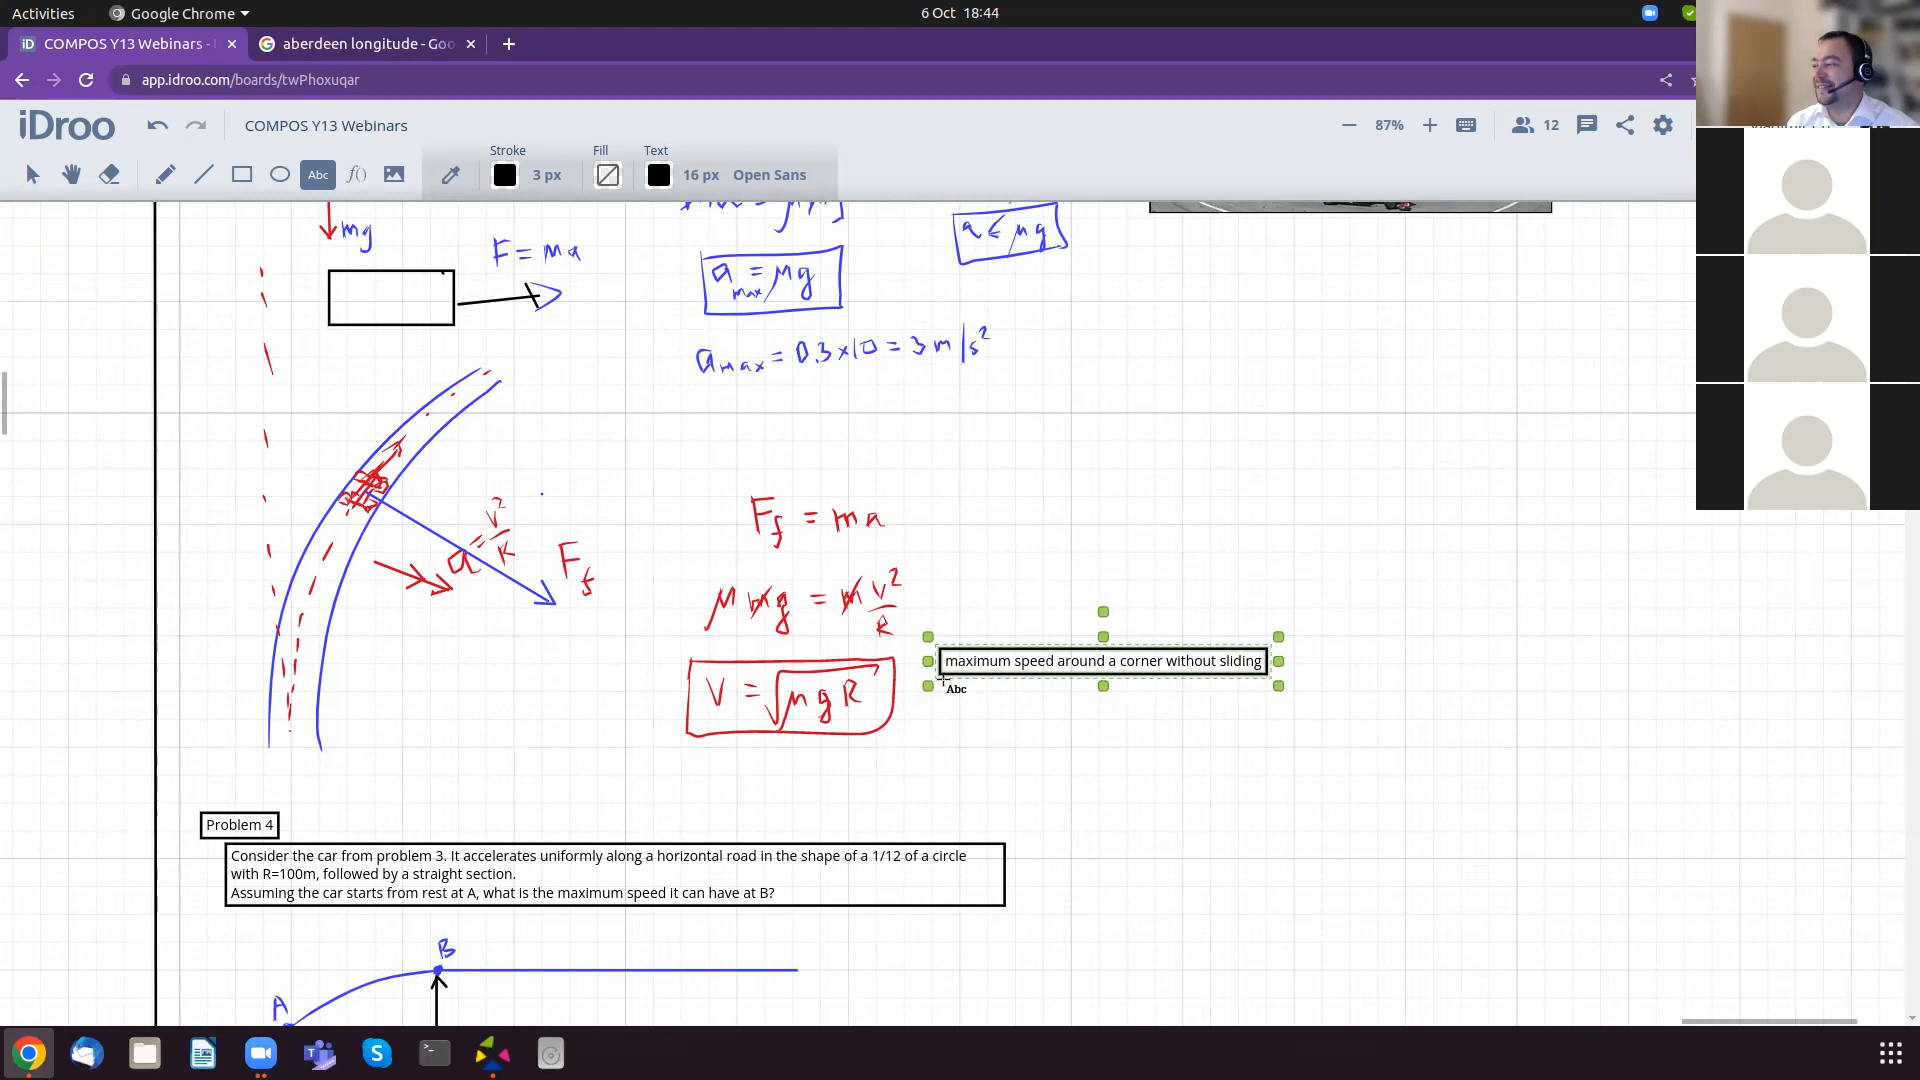 Activities
Google Chrome
6 Oct 18:44
iD COMPOS Y13 Webinars -
aberdeen longitude - Goo
app.idroo.com/boards/twPhoxuqar
iDroo
COMPOS Y13 Webinars
87%
12
Stroke
Fill
Text
Abc
f()
3 px
16 px
Open Sans
mg
F = ma
a ≤ μg
a max = μg
a max = 0.3 × 10 = 3 m/s²
a = v²/R
F f
F f = ma
μmg = m v²/R
V = √μgR
maximum speed around a corner without sliding
Abc
Problem 4
Consider the car from problem 3. It accelerates uniformly along a horizontal road in the shape of a 1/12 of a circle
with R=100m, followed by a straight section.
Assuming the car starts from rest at A, what is the maximum speed it can have at B?
B
A